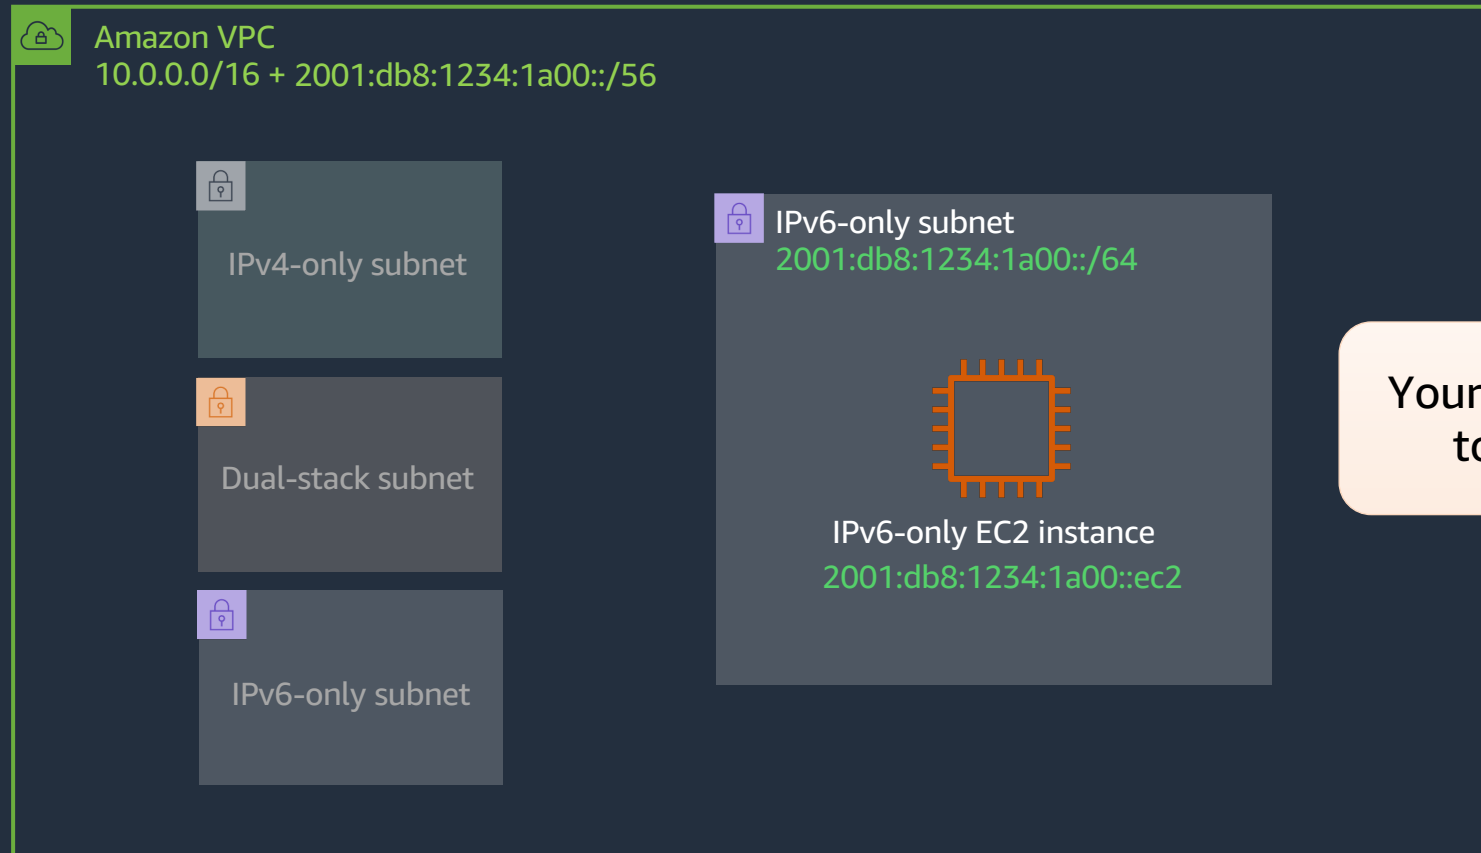 Amazon VPC
10.0.0.0/16 + 2001:db8:1234:1a00::/56
IPv4-only subnet
Dual-stack subnet
IPv6-only subnet
IPv6-only subnet
2001:db8:1234:1a00::/64
IPv6-only EC2 instance
2001:db8:1234:1a00::ec2